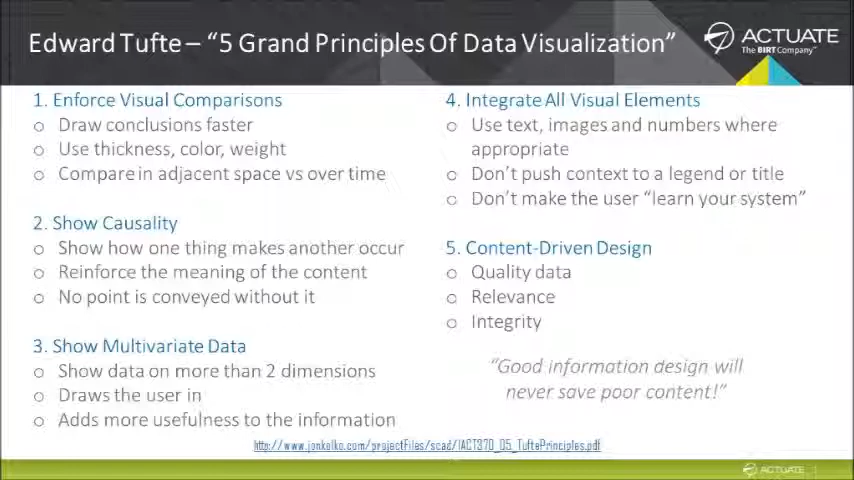 Edward Tufte – “5 Grand Principles Of Data Visualization”
ACTUATE
The BIRT Company™
1. Enforce Visual Comparisons
o Draw conclusions faster
o Use thickness, color, weight
o Compare in adjacent space vs over time
2. Show Causality
o Show how one thing makes another occur
o Reinforce the meaning of the content
o No point is conveyed without it
3. Show Multivariate Data
o Show data on more than 2 dimensions
o Draws the user in
o Adds more usefulness to the information
4. Integrate All Visual Elements
o Use text, images and numbers where
appropriate
o Don’t push context to a legend or title
o Don’t make the user “learn your system”
5. Content-Driven Design
o Quality data
o Relevance
o Integrity
“Good information design will
never save poor content!”
http://www.jonkolko.com/projectFiles/scad/IACT370_05_TuftePrinciples.pdf
ACTUATE